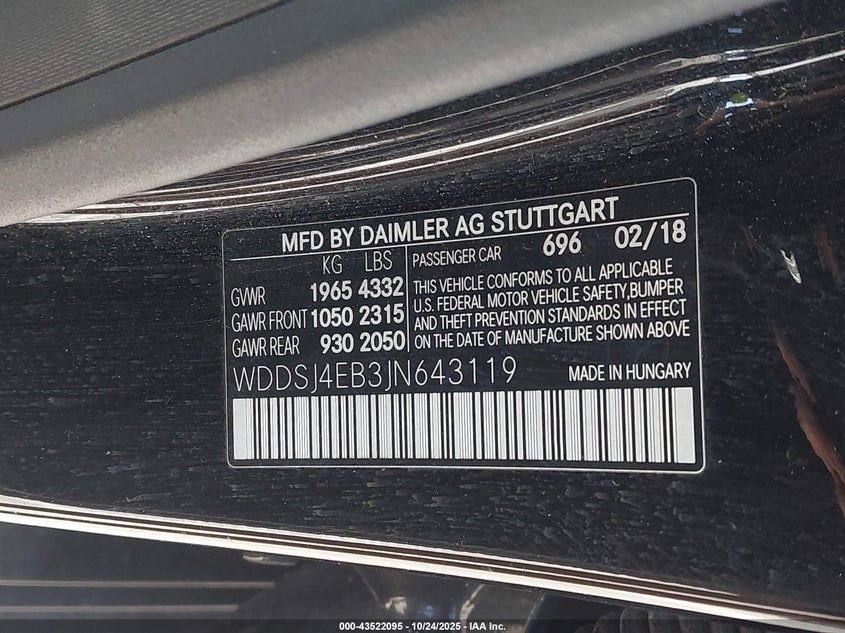 MFD BY DAIMLER AG STUTTGART
KG LBS
GVWR 1965 4332
GAWR FRONT 1050 2315
GAWR REAR 930 2050
PASSENGER CAR 696 02/18
THIS VEHICLE CONFORMS TO ALL APPLICABLE
U.S. FEDERAL MOTOR VEHICLE SAFETY, BUMPER
AND THEFT PREVENTION STANDARDS IN EFFECT
ON THE DATE OF MANUFACTURE SHOWN ABOVE
WDDSJ4EB3JN643119 MADE IN HUNGARY
000-43522095 - 10/24/2025 - IAA Inc.